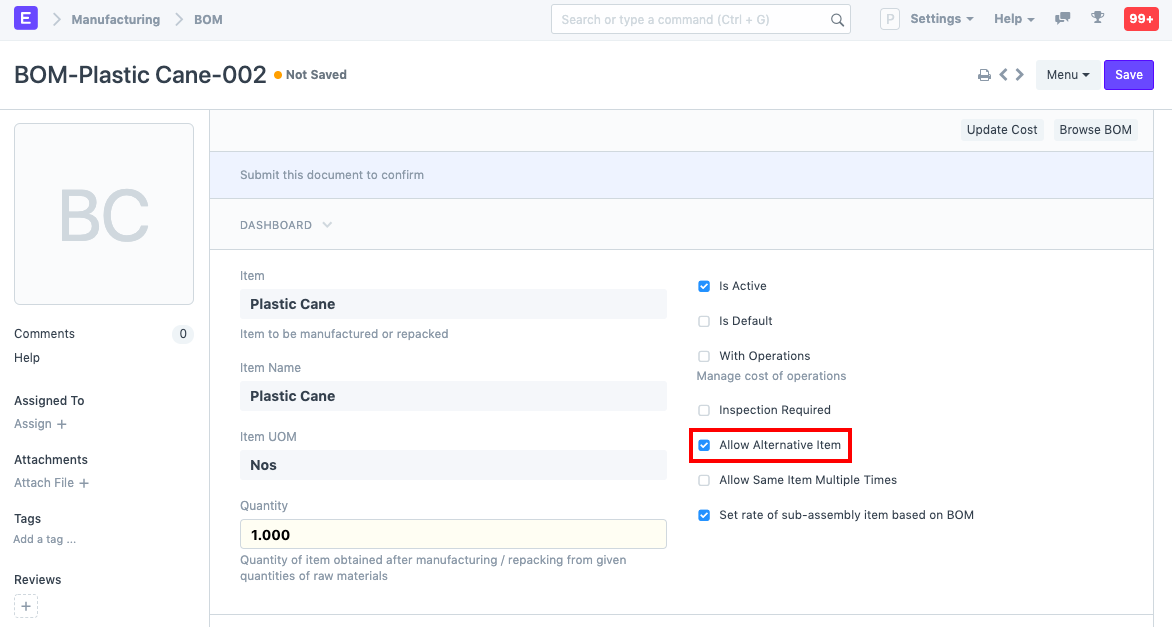 E Manufacturing BOM Search or type a command (Ctrl + G) P Settings Help 99+
BOM-Plastic Cane-002 Not Saved Menu Save
Update Cost Browse BOM
Submit this document to confirm
DASHBOARD
BC
Comments 0
Help
Assigned To
Assign +
Attachments
Attach File +
Tags
Add a tag ...
Reviews
+
Item
Plastic Cane
Item to be manufactured or repacked
Item Name
Plastic Cane
Item UOM
Nos
Quantity
1.000
Quantity of item obtained after manufacturing / repacking from given
quantities of raw materials
Is Active
Is Default
With Operations
Manage cost of operations
Inspection Required
Allow Alternative Item
Allow Same Item Multiple Times
Set rate of sub-assembly item based on BOM